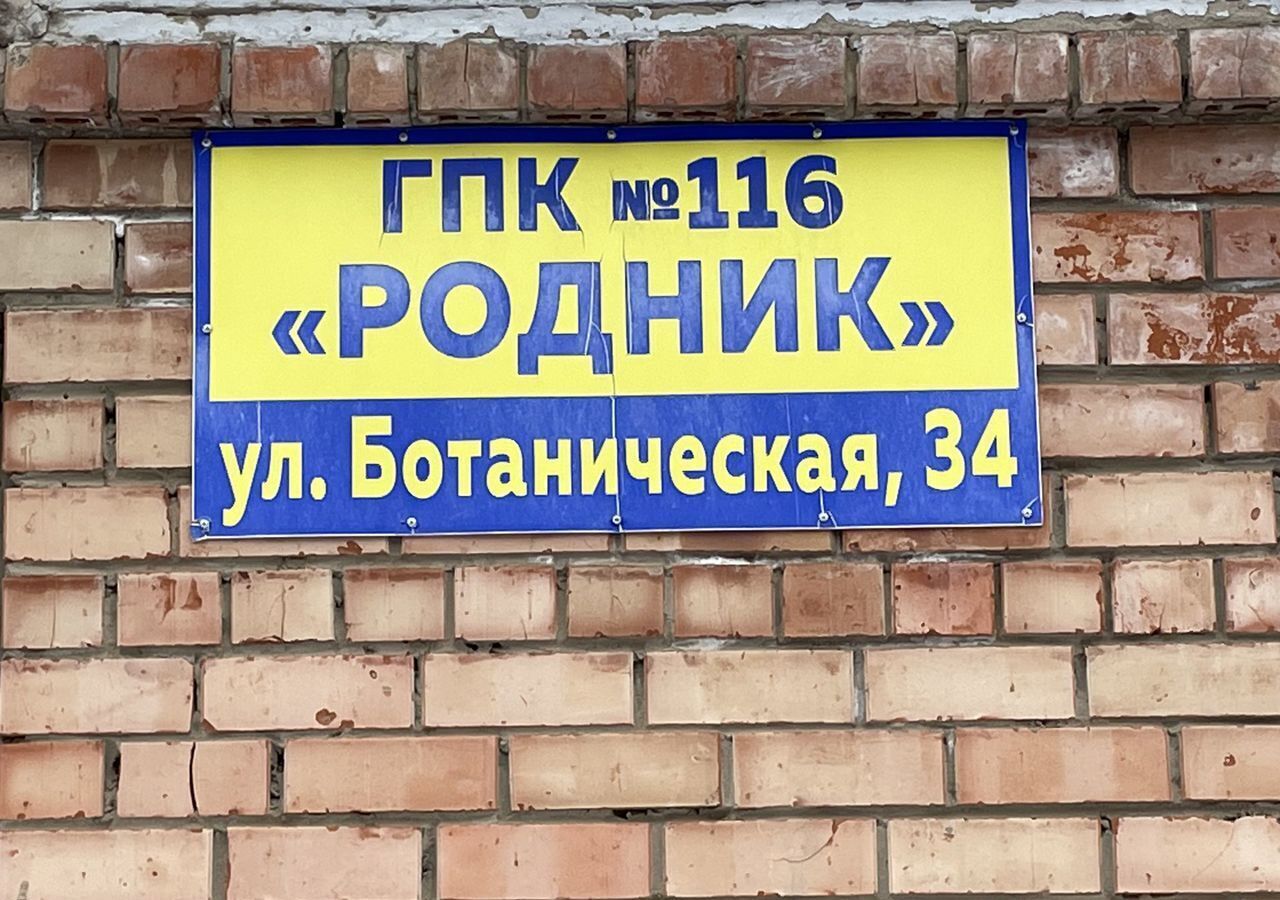 ГПК №116
«РОДНИК»
ул. Ботаническая, 34